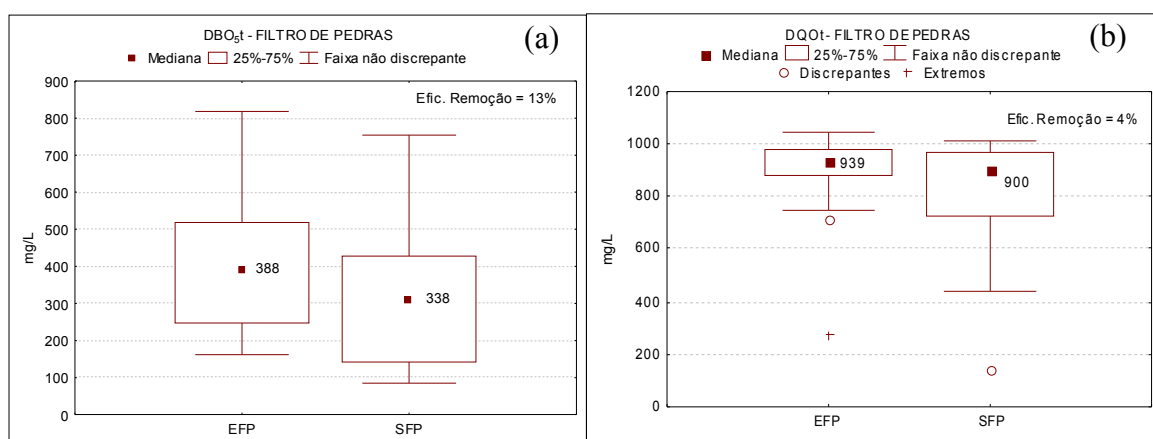 DBO₅t - FILTRO DE PEDRAS
(a)
Mediana 25%-75% Faixa não discrepante
Efic. Remoção = 13%
900
800
700
600
500
400
300
200
100
0
mg/L
388
338
EFP SFP
DQOt- FILTRO DE PEDRAS
(b)
Mediana 25%-75% Faixa não discrepante
Discrepantes Extremos
Efic. Remoção = 4%
1200
1000
800
600
400
200
0
mg/L
939
900
EFP SFP